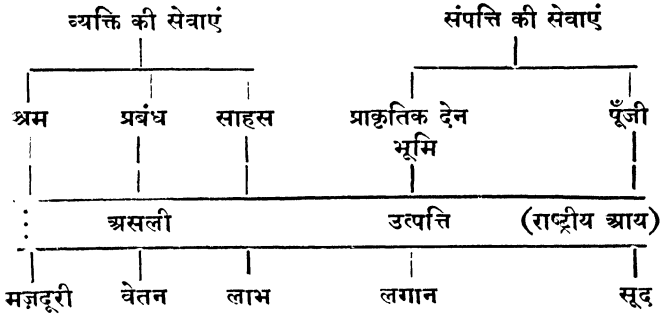 व्यक्ति की सेवाएं संपत्ति की सेवाएं
श्रम प्रबंध साहस प्राकृतिक देन पूँजी
भूमि
असली उत्पत्ति (राष्ट्रीय आय)
मज़दूरी वेतन लाभ लगान सूद